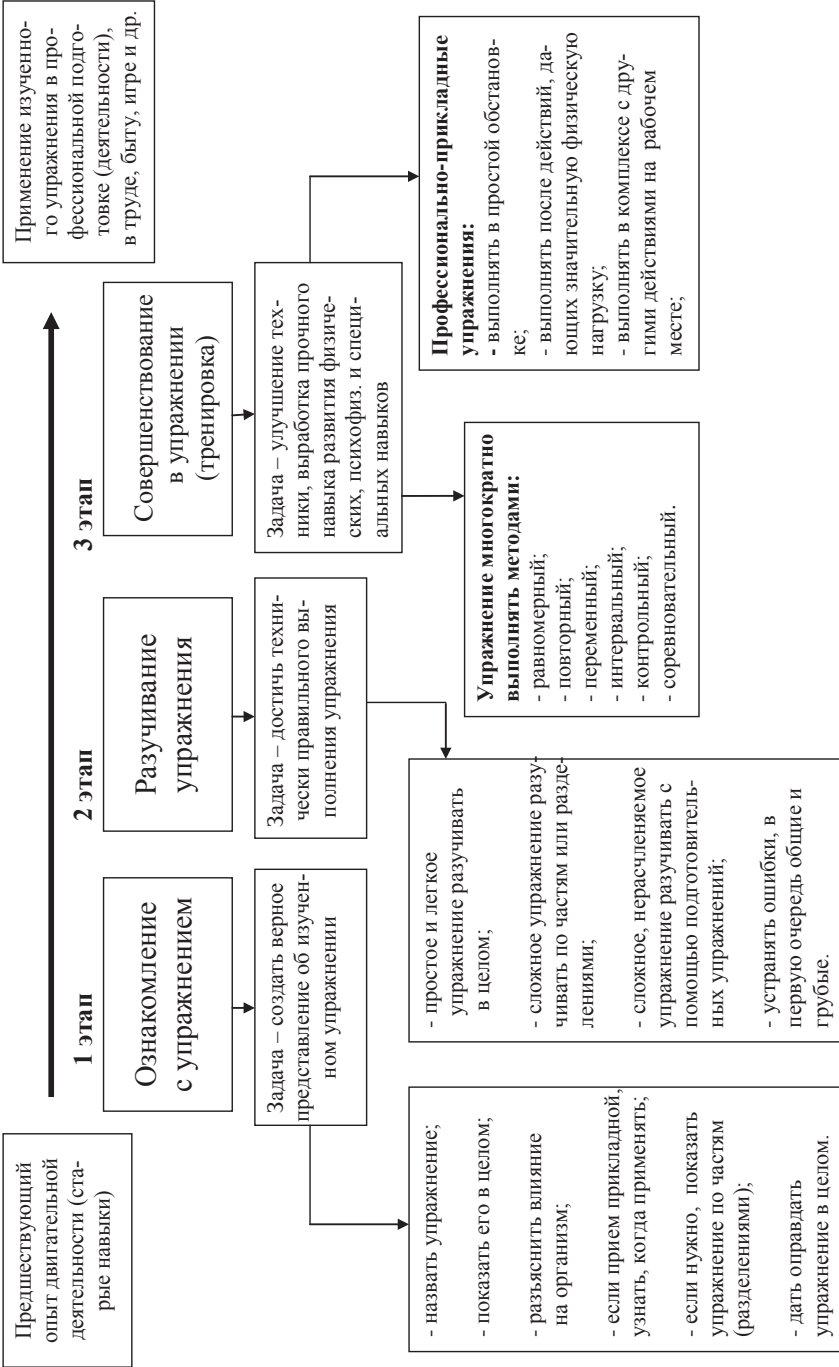 Предшествующий
опыт двигательной
деятельности (ста-
рые навыки)
Применение изученно-
го упражнения в про-
фессиональной подго-
товке (деятельности),
в труде, быту, игре и др.
1 этап
Ознакомление
с упражнением
Задача – создать верное
представление об изучен-
ном упражнении
- назвать упражнение;
- показать его в целом;
- разъяснить влияние
на организм;
- если прием прикладной,
узнать, когда применять;
- если нужно, показать
упражнение по частям
(разделениями);
- дать оправдать
упражнение в целом.
2 этап
Разучивание
упражнения
Задача – достичь техни-
чески правильного вы-
полнения упражнения
- простое и легкое
упражнение разучивать
в целом;
- сложное упражнение разу-
чивать по частям или разде-
лениями;
- сложное, нерасчленяемое
упражнение разучивать с
помощью подготовитель-
ных упражнений;
- устранять ошибки, в
первую очередь общие и
грубые.
3 этап
Совершенствование
в упражнении
(тренировка)
Задача – улучшение тех-
ники, выработка прочного
навыка развития физиче-
ских, психофиз. и специ-
альных навыков
Упражнение многократно
выполнять методами:
- равномерный;
- повторный;
- переменный;
- интервальный;
- контрольный;
- соревновательный.
Профессионально-прикладные
упражнения:
- выполнять в простой обстанов-
ке;
- выполнять после действий, да-
ющих значительную физическую
нагрузку;
- выполнять в комплексе с дру-
гими действиями на рабочем
месте;